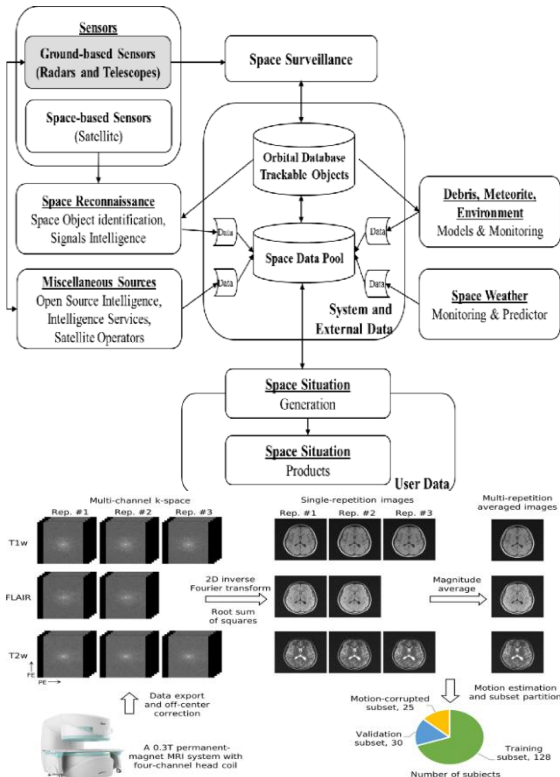 Sensors
Ground-based Sensors
(Radars and Telescopes)
Space Surveillance
Space-based Sensors
(Satellite)
Orbital Database
Trackable Objects
Space Reconnaissance
Space Object identification,
Signals Intelligence
Debris, Meteorite,
Environment
Models & Monitoring
Data
Data
Space Data Pool
Miscellaneous Sources
Open Source Intelligence,
Intelligence Services,
Satellite Operators
Data
Data
System and
External Data
Space Weather
Monitoring & Predictor
Space Situation
Generation
Space Situation
Products
User Data
Multi-channel k-space
Rep. #1 Rep. #2 Rep. #3
Single-repetition images
Rep. #1 Rep. #2 Rep. #3
Multi-repetition
averaged images
T1w
FLAIR
2D inverse
Fourier transform
Root sum
of squares
Magnitude
average
T2w
FE
PE
Data export
and off-center
correction
A 0.3T permanent-
magnet MRI system with
four-channel head coil
Motion estimation
and subset partition
Motion-corrupted
subset, 25
Validation
subset, 30
Training
subset, 128
Number of subjects